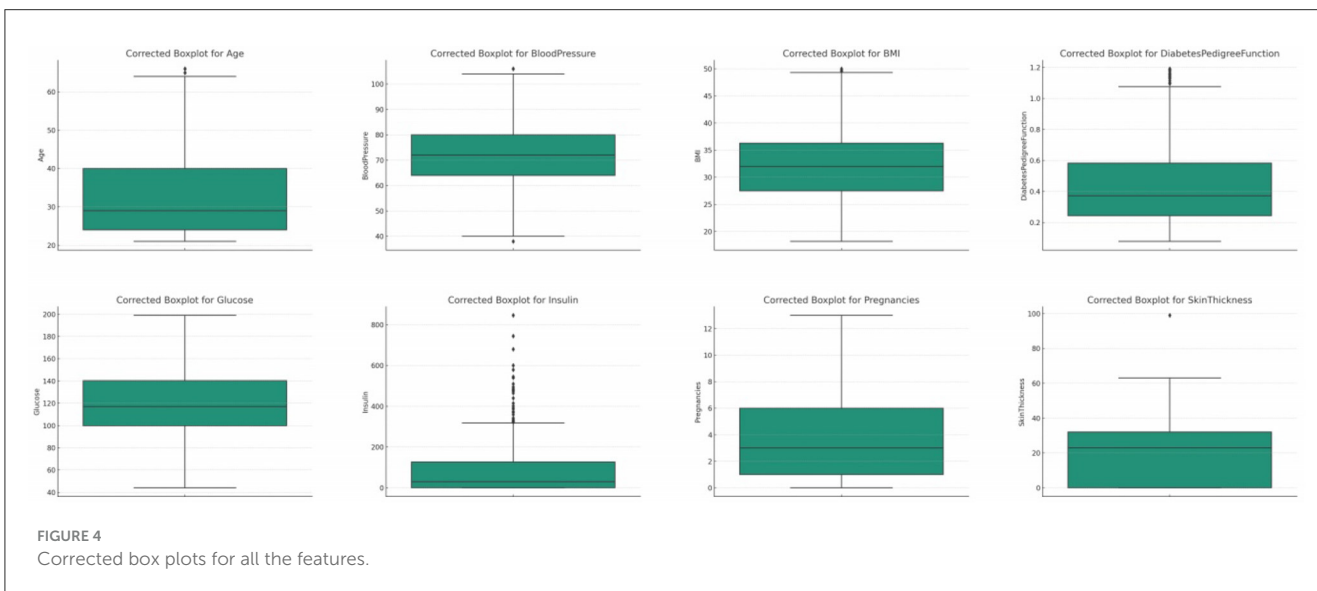 Corrected Boxplot for Age
60
50
40
30
20
Age
Corrected Boxplot for BloodPressure
100
90
80
70
60
50
40
BloodPressure
Corrected Boxplot for BMI
50
45
40
35
30
25
20
BMI
Corrected Boxplot for DiabetesPedigreeFunction
1.2
1.0
0.8
0.6
0.4
0.2
DiabetesPedigreeFunction
Corrected Boxplot for Glucose
200
180
160
140
120
100
80
60
40
Glucose
Corrected Boxplot for Insulin
800
600
400
200
0
Insulin
Corrected Boxplot for Pregnancies
12
10
8
6
4
2
0
Pregnancies
Corrected Boxplot for SkinThickness
100
80
60
40
20
0
SkinThickness
FIGURE 4
Corrected box plots for all the features.